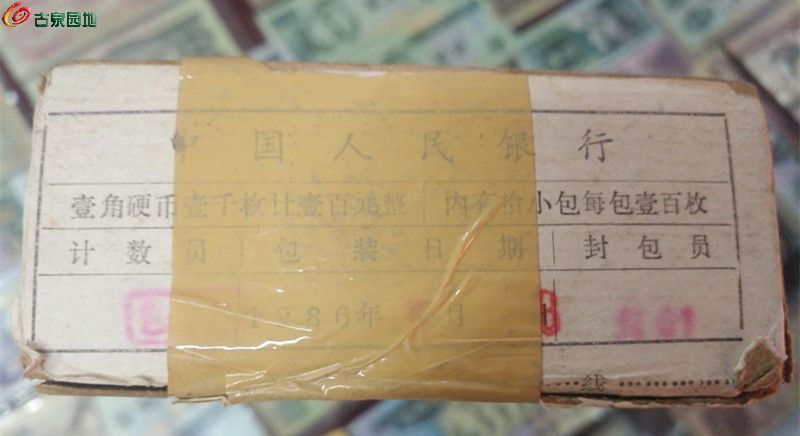 古泉园地
中国人民银行
壹角硬币壹千枚计壹百元整 内有拾小包每包壹百枚
计数员 包装日期 封包员
1986年 月
线